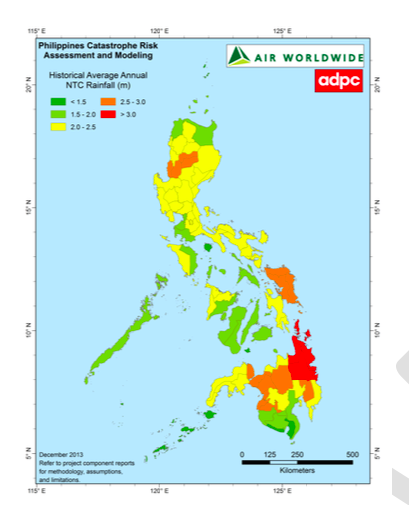 115° E 120° E 125° E
Philippines Catastrophe Risk
Assessment and Modeling
AIR WORLDWIDE
adpc
Historical Average Annual
NTC Rainfall (m)
< 1.5 2.5 - 3.0
1.5 - 2.0 > 3.0
2.0 - 2.5
20° N 20° N
15° N 15° N
10° N 10° N
5° N 5° N
December 2013
Refer to project component reports
for methodology, assumptions,
and limitations.
0 125 250 500
Kilometers
115° E 120° E 125° E